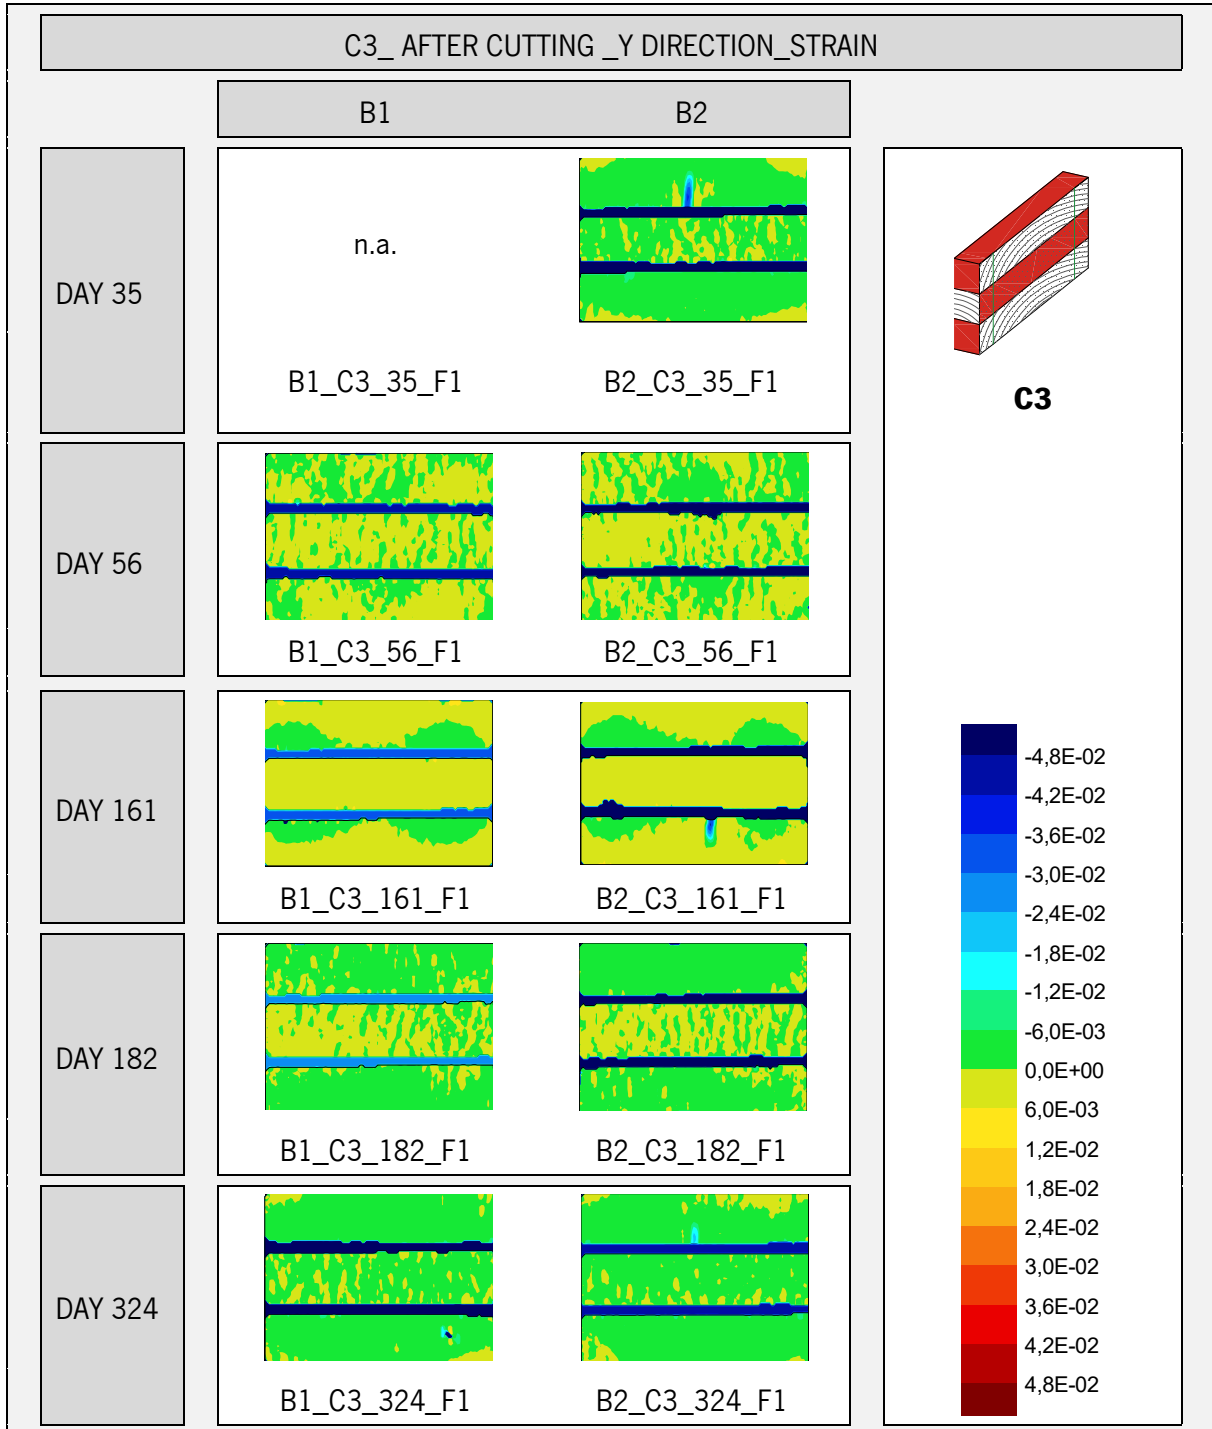 C3_ AFTER CUTTING _Y DIRECTION_STRAIN
B1
B2
DAY 35
n.a.
B1_C3_35_F1
B2_C3_35_F1
C3
DAY 56
B1_C3_56_F1
B2_C3_56_F1
DAY 161
B1_C3_161_F1
B2_C3_161_F1
DAY 182
B1_C3_182_F1
B2_C3_182_F1
DAY 324
B1_C3_324_F1
B2_C3_324_F1
-4,8E-02
-4,2E-02
-3,6E-02
-3,0E-02
-2,4E-02
-1,8E-02
-1,2E-02
-6,0E-03
0,0E+00
6,0E-03
1,2E-02
1,8E-02
2,4E-02
3,0E-02
3,6E-02
4,2E-02
4,8E-02